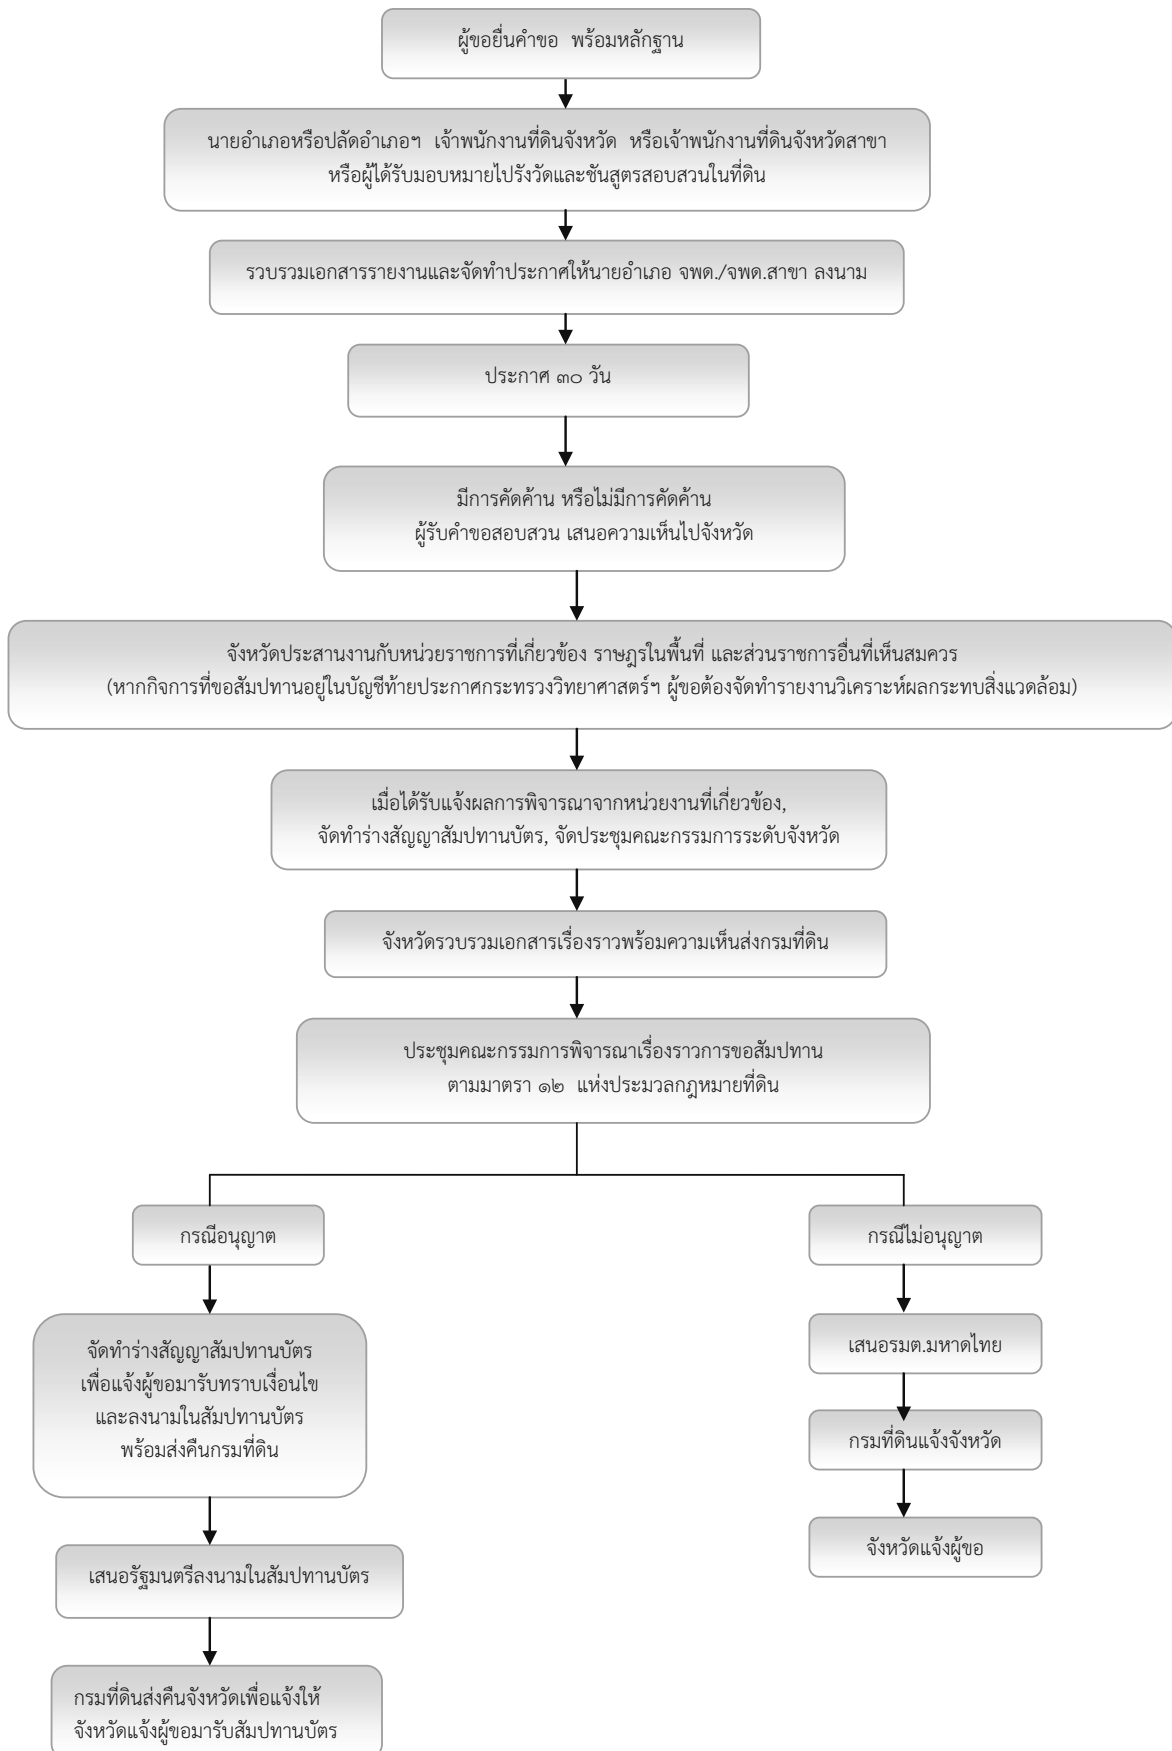 ผู้ขอยื่นคำขอ พร้อมหลักฐาน
นายอำเภอหรือปลัดอำเภอฯ เจ้าพนักงานที่ดินจังหวัด หรือเจ้าพนักงานที่ดินจังหวัดสาขา
หรือผู้ได้รับมอบหมายไปรังวัดและชันสูตรสอบสวนในที่ดิน
รวบรวมเอกสารรายงานและจัดทำประกาศให้นายอำเภอ จพด./จพด.สาขา ลงนาม
ประกาศ ๓๐ วัน
มีการคัดค้าน หรือไม่มีการคัดค้าน
ผู้รับคำขอสอบสวน เสนอความเห็นไปจังหวัด
จังหวัดประสานงานกับหน่วยราชการที่เกี่ยวข้อง ราษฎรในพื้นที่ และส่วนราชการอื่นที่เห็นสมควร
(หากกิจการที่ขอสัมปทานอยู่ในบัญชีท้ายประกาศกระทรวงวิทยาศาสตร์ฯ ผู้ขอต้องจัดทำรายงานวิเคราะห์ผลกระทบสิ่งแวดล้อม)
เมื่อได้รับแจ้งผลการพิจารณาจากหน่วยงานที่เกี่ยวข้อง,
จัดทำร่างสัญญาสัมปทานบัตร, จัดประชุมคณะกรรมการระดับจังหวัด
จังหวัดรวบรวมเอกสารเรื่องราวพร้อมความเห็นส่งกรมที่ดิน
ประชุมคณะกรรมการพิจารณาเรื่องราวการขอสัมปทาน
ตามมาตรา ๑๒ แห่งประมวลกฎหมายที่ดิน
กรณีอนุญาต
จัดทำร่างสัญญาสัมปทานบัตร
เพื่อแจ้งผู้ขอมารับทราบเงื่อนไข
และลงนามในสัมปทานบัตร
พร้อมส่งคืนกรมที่ดิน
เสนอรัฐมนตรีลงนามในสัมปทานบัตร
กรมที่ดินส่งคืนจังหวัดเพื่อแจ้งให้
จังหวัดแจ้งผู้ขอมารับสัมปทานบัตร
กรณีไม่อนุญาต
เสนอรมต.มหาดไทย
กรมที่ดินแจ้งจังหวัด
จังหวัดแจ้งผู้ขอ